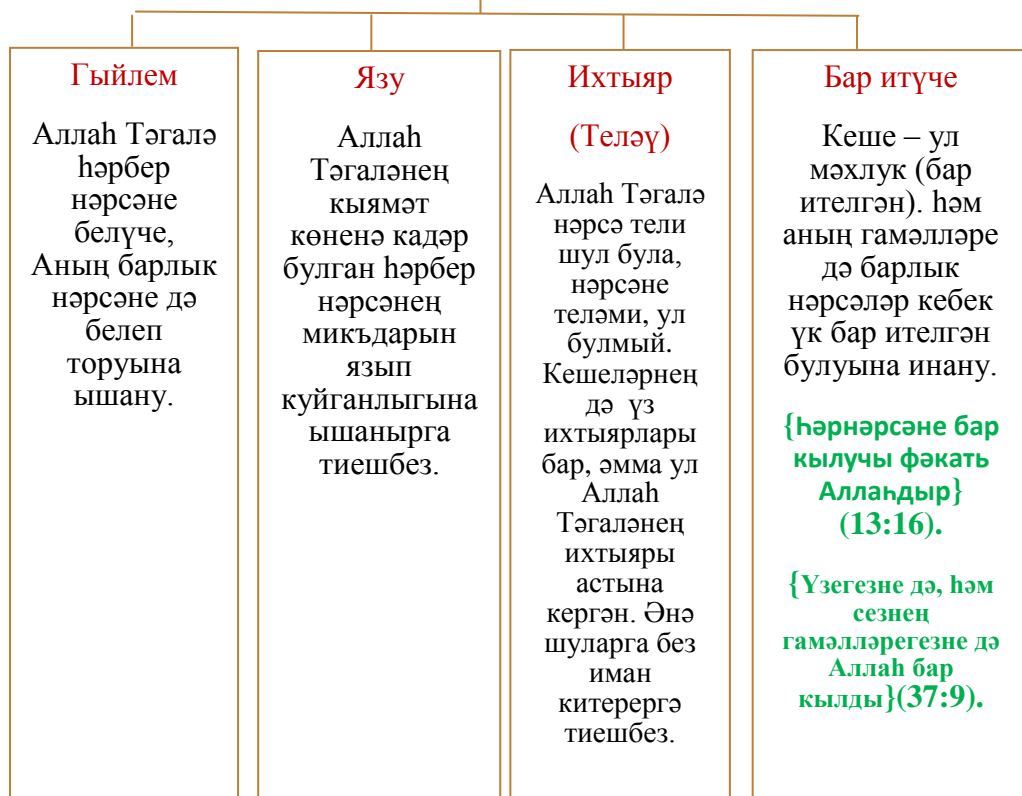 Гыйлем
Аллаһ Тәгалә
һәрбер
нәрсәне
белүче,
Аның барлык
нәрсәне дә
белеп
торуына
ышану.
Язу
Аллаһ
Тәгаләнең
кыямәт
көненә кадәр
булган һәрбер
нәрсәнең
микъдарын
язып
куйганлыгына
ышанырга
тиешбез.
Ихтыяр
(Теләү)
Аллаһ Тәгалә
нәрсә тели
шул була,
нәрсәне
теләми, ул
булмый.
Кешеләрнең
дә үз
ихтыярлары
бар, әмма ул
Аллаһ
Тәгаләнең
ихтыяры
астына
кергән. Әнә
шуларга без
иман
китерергә
тиешбез.
Бар итүче
Кеше – ул
мәхлук (бар
ителгән). һәм
аның гамәлләре
дә барлык
нәрсәләр кебек
үк бар ителгән
булуына инану.
{Һәрнәрсәне бар
кылучы фәкать
Аллаһдыр}
(13:16).
{Үзегезне дә, һәм
сезнең
гамәлләрегезне дә
Аллаһ бар
кылды}(37:9).